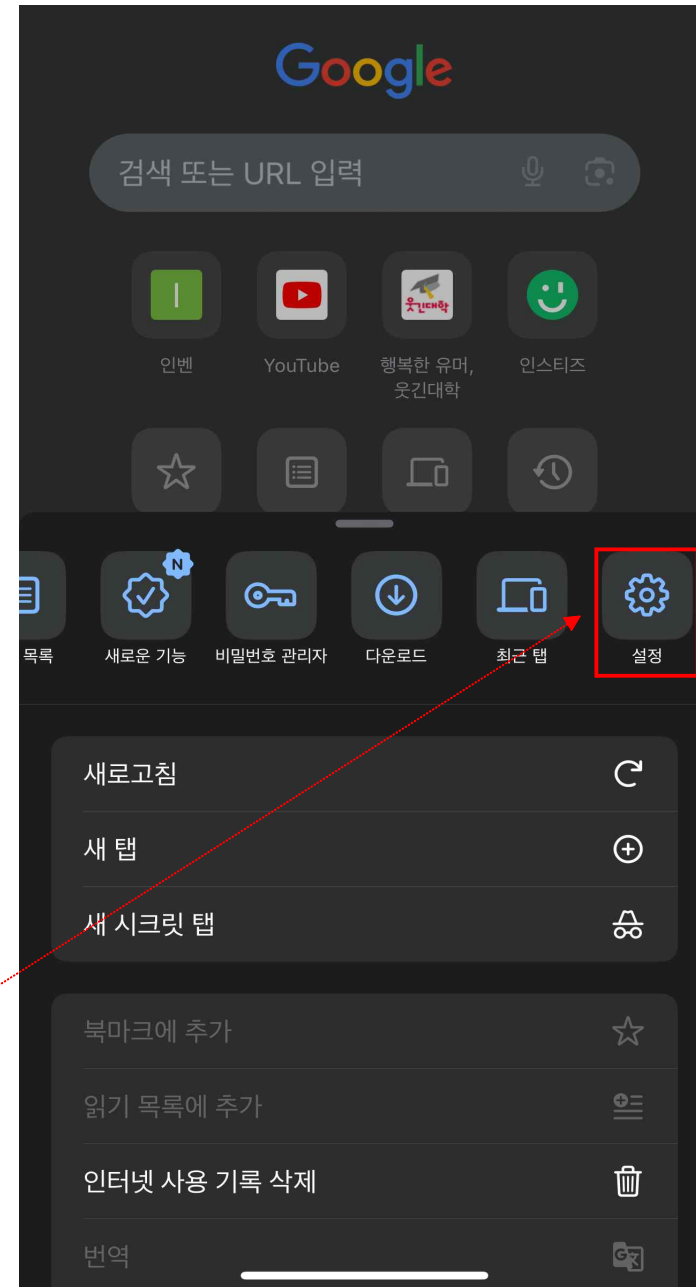 Google
검색 또는 URL 입력
인벤
YouTube
행복한 유머,
웃긴대학
인스티즈
웃긴대학
N
목록
새로운 기능
비밀번호 관리자
다운로드
최근 탭
설정
새로고침
새 탭
새 시크릿 탭
북마크에 추가
읽기 목록에 추가
인터넷 사용 기록 삭제
번역